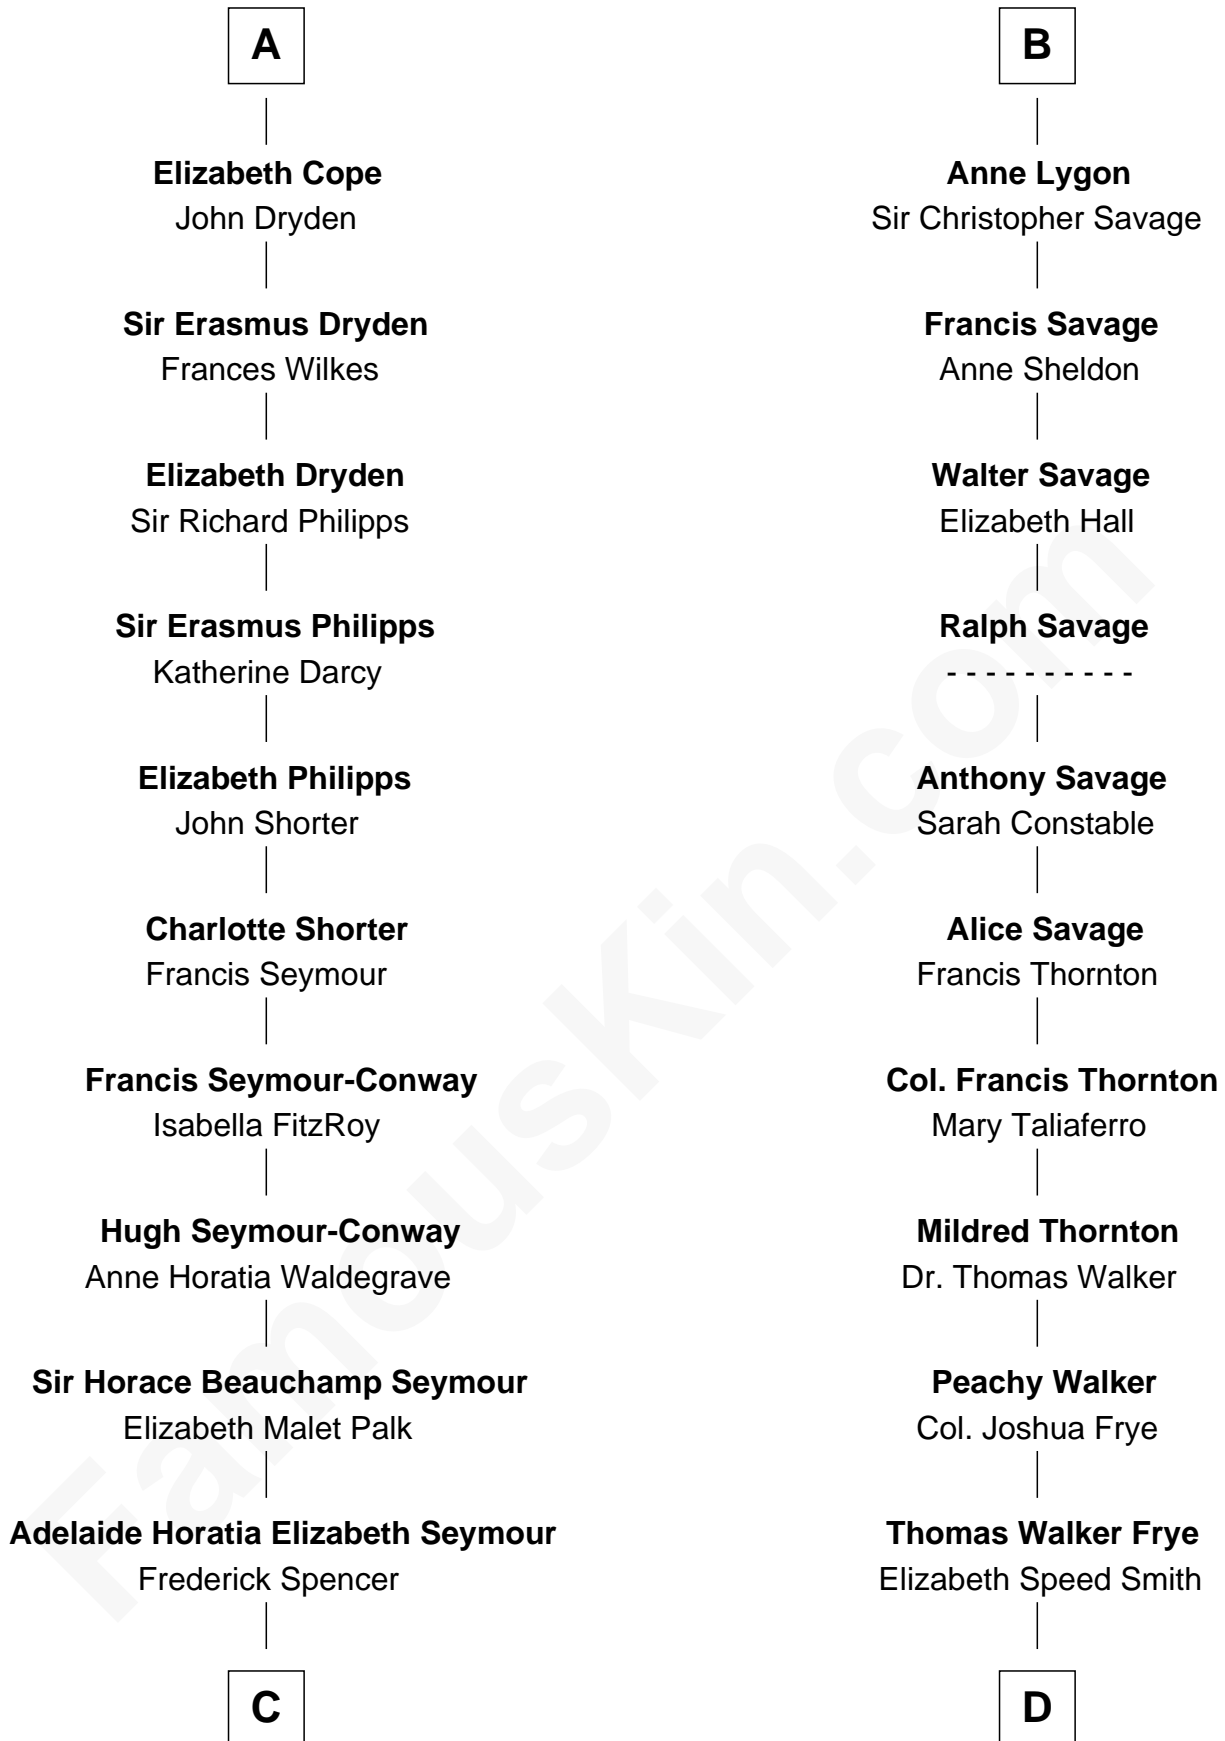 A
Elizabeth Cope
John Dryden
Sir Erasmus Dryden
Frances Wilkes
Elizabeth Dryden
Sir Richard Philipps
Sir Erasmus Philipps
Katherine Darcy
Elizabeth Philipps
John Shorter
Charlotte Shorter
Francis Seymour
Francis Seymour-Conway
Isabella FitzRoy
Hugh Seymour-Conway
Anne Horatia Waldegrave
Sir Horace Beauchamp Seymour
Elizabeth Malet Palk
Adelaide Horatia Elizabeth Seymour
Frederick Spencer
C
B
Anne Lygon
Sir Christopher Savage
Francis Savage
Anne Sheldon
Walter Savage
Elizabeth Hall
Ralph Savage
- - - - - - - - - -
Anthony Savage
Sarah Constable
Alice Savage
Francis Thornton
Col. Francis Thornton
Mary Taliaferro
Mildred Thornton
Dr. Thomas Walker
Peachy Walker
Col. Joshua Frye
Thomas Walker Frye
Elizabeth Speed Smith
D
FamousKin.com